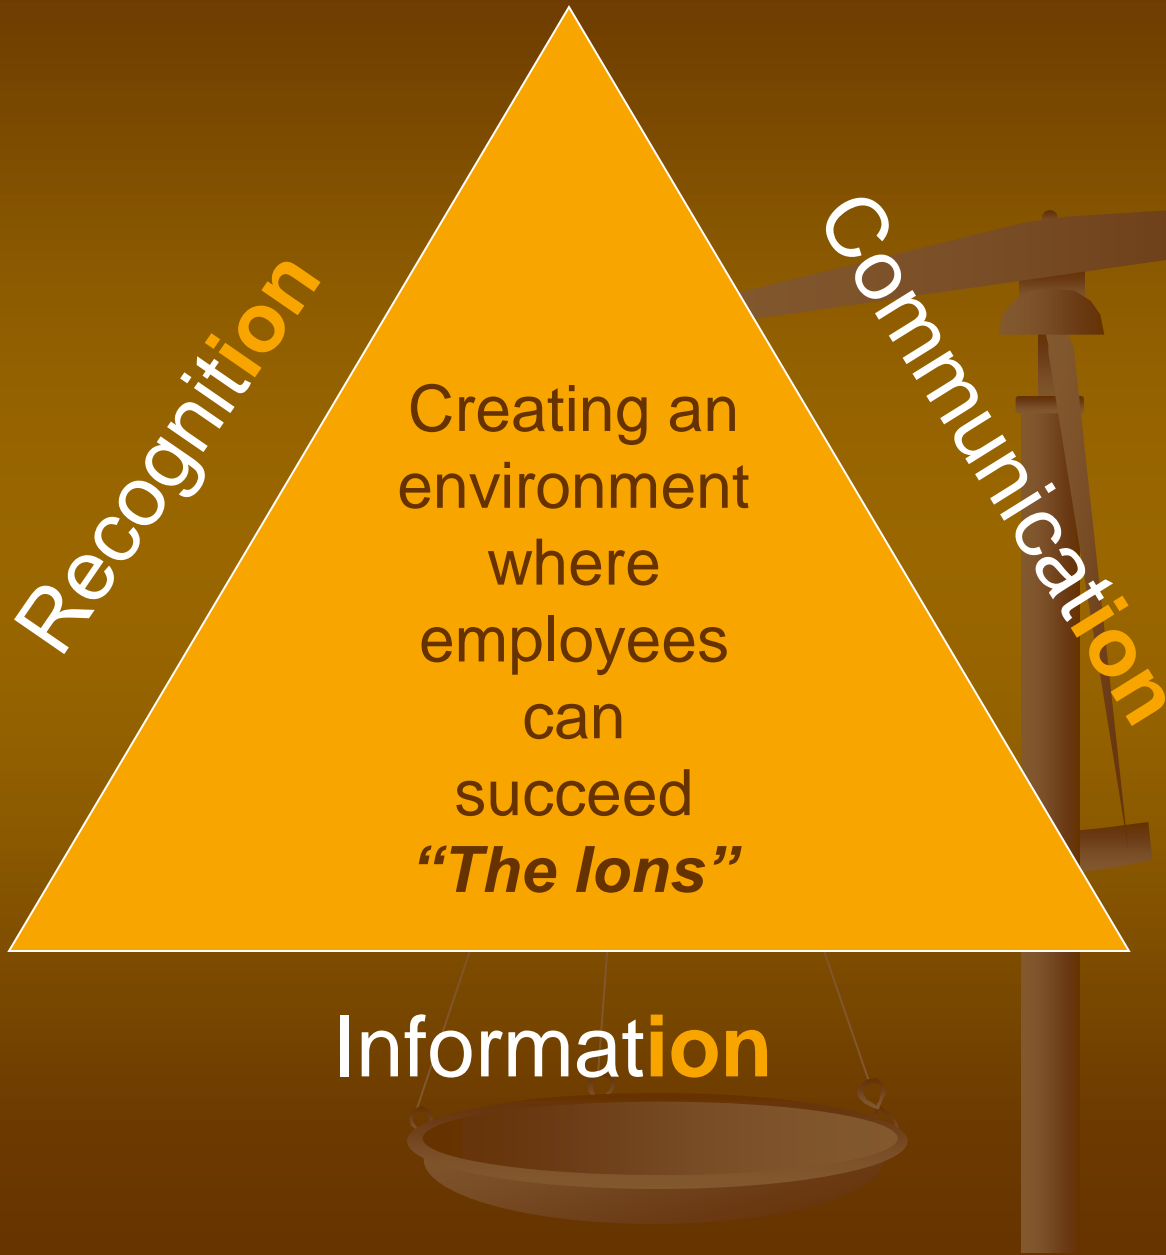 Recognition
Communication
Creating an
environment
where
employees
can
succeed
“The Ions”
Information